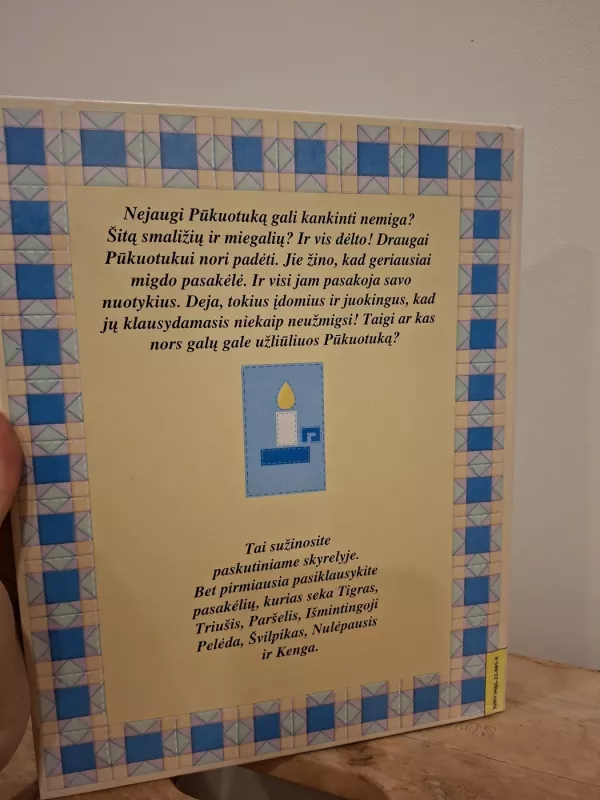 Nejaugi Pūkuotuką gali kankinti nemiga?
Šitą smaližių ir miegalių? Ir vis dėlto! Draugai
Pūkuotukui nori padėti. Jie žino, kad geriausiai
migdo pasakėlė. Ir visi jam pasakoja savo
nuotykius. Deja, tokius įdomius ir juokingus, kad
jų klausydamasis niekaip neužmigsi! Taigi ar kas
nors galų gale užliūliuos Pūkuotuką?
Tai sužinosite
paskutiniame skyrelyje.
Bet pirmiausia pasiklausykite
pasakėlių, kurias seka Tigras,
Triušis, Paršelis, Išmintingoji
Pelėda, Švilpikas, Nulėpausis
ir Kenga.